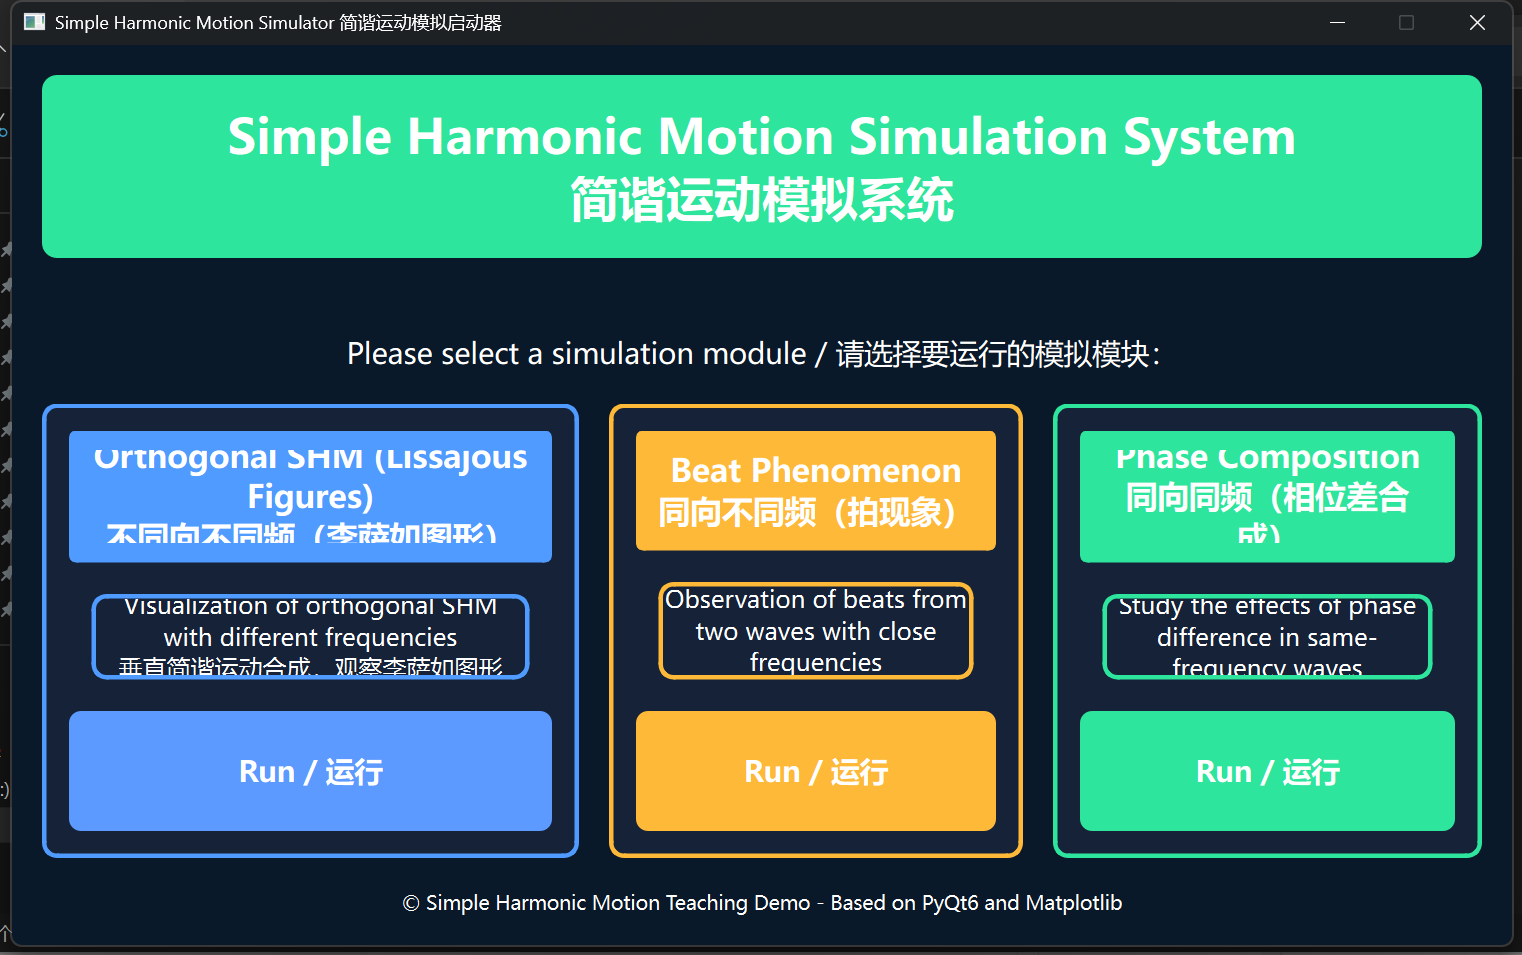 Simple Harmonic Motion Simulator 简谐运动模拟启动器
Simple Harmonic Motion Simulation System
简谐运动模拟系统
Please select a simulation module / 请选择要运行的模拟模块：
Orthogonal SHM (Lissajous
Figures)
不同向不同频（李萨如图形）
Visualization of orthogonal SHM
with different frequencies
垂直简谐运动合成，观察李萨如图形
Run / 运行
Beat Phenomenon
同向不同频（拍现象）
Observation of beats from
two waves with close
frequencies
Run / 运行
Phase Composition
同向同频（相位差合
成）
Study the effects of phase
difference in same-
frequency waves
Run / 运行
© Simple Harmonic Motion Teaching Demo - Based on PyQt6 and Matplotlib